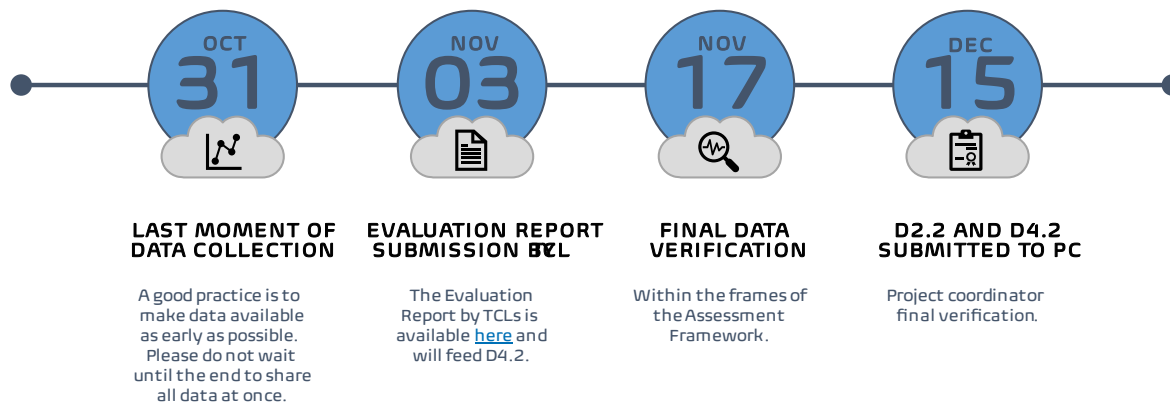 OCT
31
NOV
03
NOV
17
DEC
15
LAST MOMENT OF
DATA COLLECTION
EVALUATION REPORT
SUBMISSION BY TCL
FINAL DATA
VERIFICATION
D2.2 AND D4.2
SUBMITTED TO PC
A good practice is to
make data available
as early as possible.
Please do not wait
until the end to share
all data at once.
The Evaluation
Report by TCLs is
available here and
will feed D4.2.
Within the frames of
the Assessment
Framework.
Project coordinator
final verification.